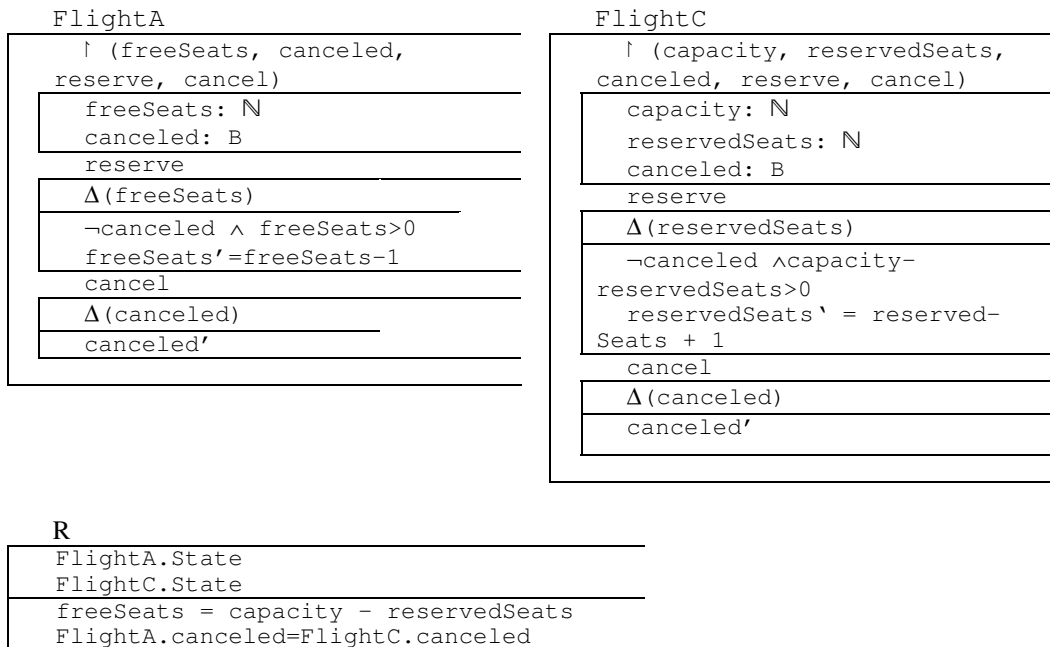 FlightA
↾ (freeSeats, canceled,
reserve, cancel)
freeSeats: ℕ
canceled: B
reserve
Δ(freeSeats)
¬canceled ∧ freeSeats>0
freeSeats′=freeSeats-1
cancel
Δ(canceled)
canceled′
FlightC
↾ (capacity, reservedSeats,
canceled, reserve, cancel)
capacity: ℕ
reservedSeats: ℕ
canceled: B
reserve
Δ(reservedSeats)
¬canceled ∧capacity-
reservedSeats>0
reservedSeats‛ = reserved-
Seats + 1
cancel
Δ(canceled)
canceled′
R
FlightA.State
FlightC.State
freeSeats = capacity - reservedSeats
FlightA.canceled=FlightC.canceled